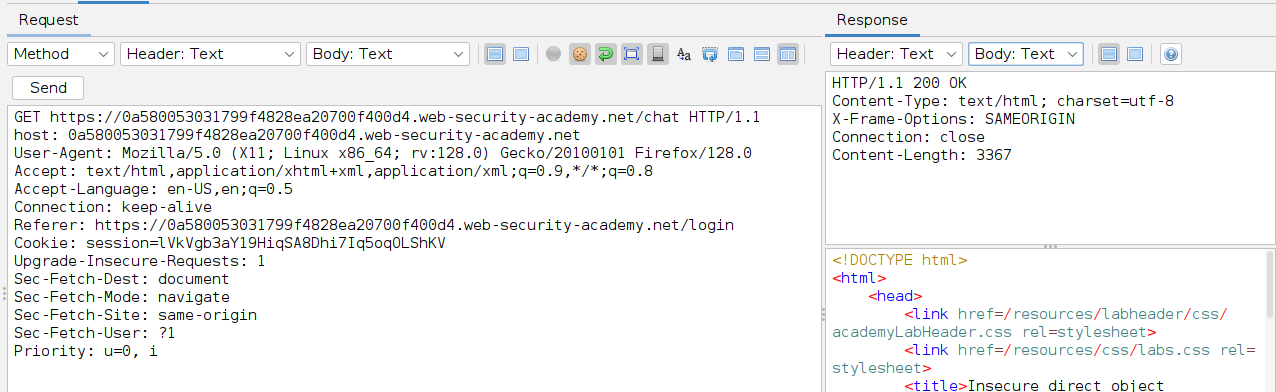 Request
Method Header: Text Body: Text
Send
GET https://0a580053031799f4828ea20700f400d4.web-security-academy.net/chat HTTP/1.1
host: 0a580053031799f4828ea20700f400d4.web-security-academy.net
User-Agent: Mozilla/5.0 (X11; Linux x86_64; rv:128.0) Gecko/20100101 Firefox/128.0
Accept: text/html,application/xhtml+xml,application/xml;q=0.9,*/*;q=0.8
Accept-Language: en-US,en;q=0.5
Connection: keep-alive
Referer: https://0a580053031799f4828ea20700f400d4.web-security-academy.net/login
Cookie: session=lVkVgb3aY19HiqSA8Dhi7Iq5oqOLShKV
Upgrade-Insecure-Requests: 1
Sec-Fetch-Dest: document
Sec-Fetch-Mode: navigate
Sec-Fetch-Site: same-origin
Sec-Fetch-User: ?1
Priority: u=0, i
Response
Header: Text Body: Text
HTTP/1.1 200 OK
Content-Type: text/html; charset=utf-8
X-Frame-Options: SAMEORIGIN
Connection: close
Content-Length: 3367
<!DOCTYPE html>
<html>
<head>
<link href=/resources/labheader/css/
academyLabHeader.css rel=stylesheet>
<link href=/resources/css/labs.css rel=
stylesheet>
<title>Insecure direct object